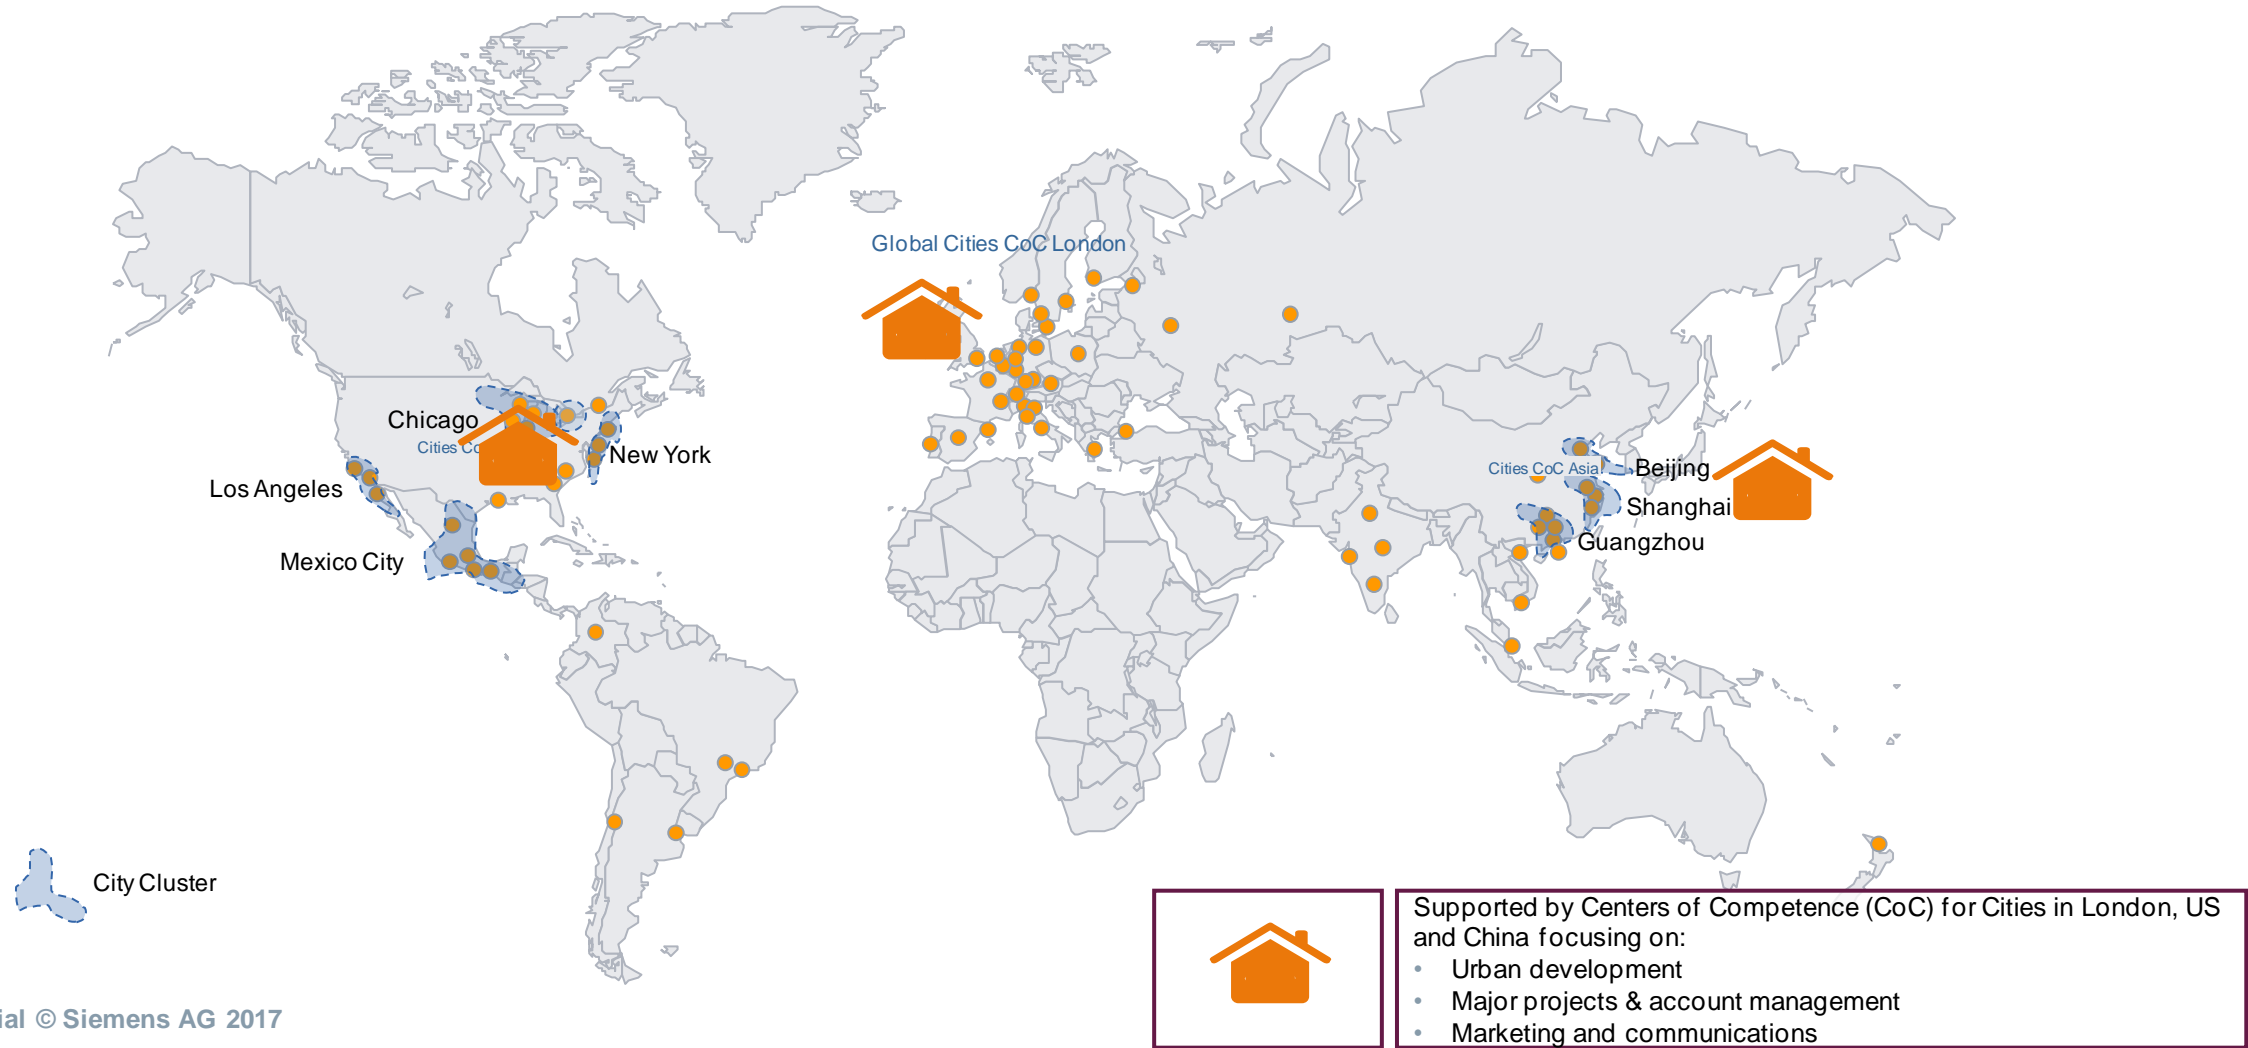 Global Cities CoC London
Chicago
Cities Co
New York
Los Angeles
Mexico City
Cities CoC Asia
Beijing
Shanghai
Guangzhou
City Cluster
Supported by Centers of Competence (CoC) for Cities in London, US
and China focusing on:
• Urban development
• Major projects & account management
• Marketing and communications
ial © Siemens AG 2017